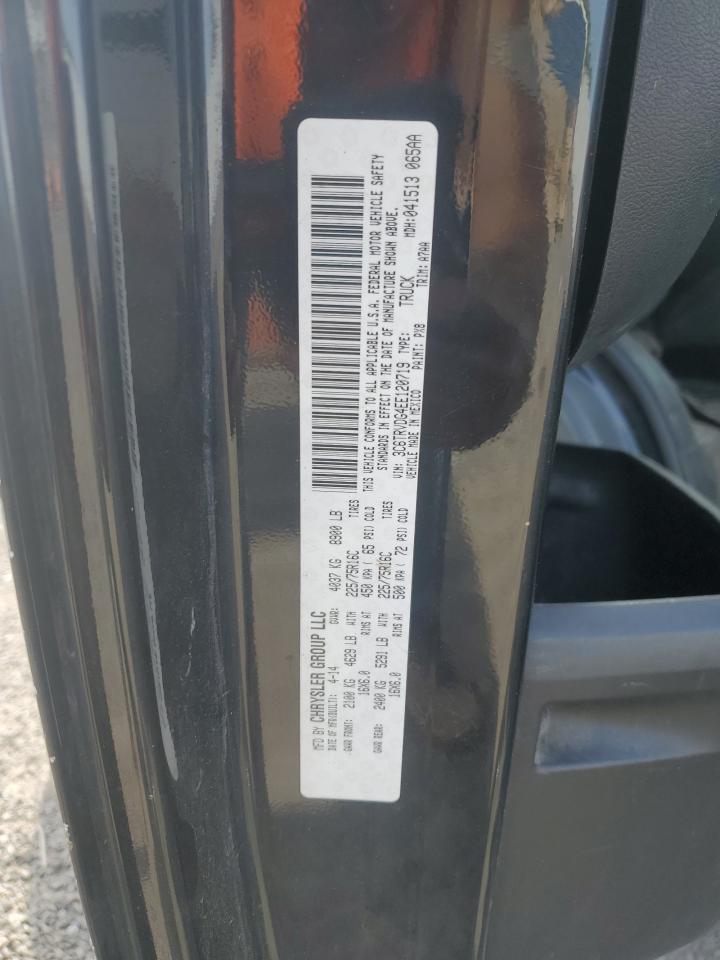 MFD BY CHRYSLER GROUP LLC
DATE OF MFR(BUILT): 4-14 GVWR: 4037 KG 8900 LB
GAWR FRONT: 2100 KG 4629 LB WITH 225/75R16C TIRES
16X6.0 RIMS AT 450 KPA ( 65 PSI) COLD
GAWR REAR: 2400 KG 5291 LB WITH 225/75R16C TIRES
16X6.0 RIMS AT 500 KPA ( 72 PSI) COLD
THIS VEHICLE CONFORMS TO ALL APPLICABLE U.S.A. FEDERAL MOTOR VEHICLE SAFETY
STANDARDS IN EFFECT ON THE DATE OF MANUFACTURE SHOWN ABOVE.
VIN: 3C6TRVDG4EE120719 TYPE: TRUCK MDH:041513 065AA
VEHICLE MADE IN MEXICO PAINT: PX8 TRIM: A7AA